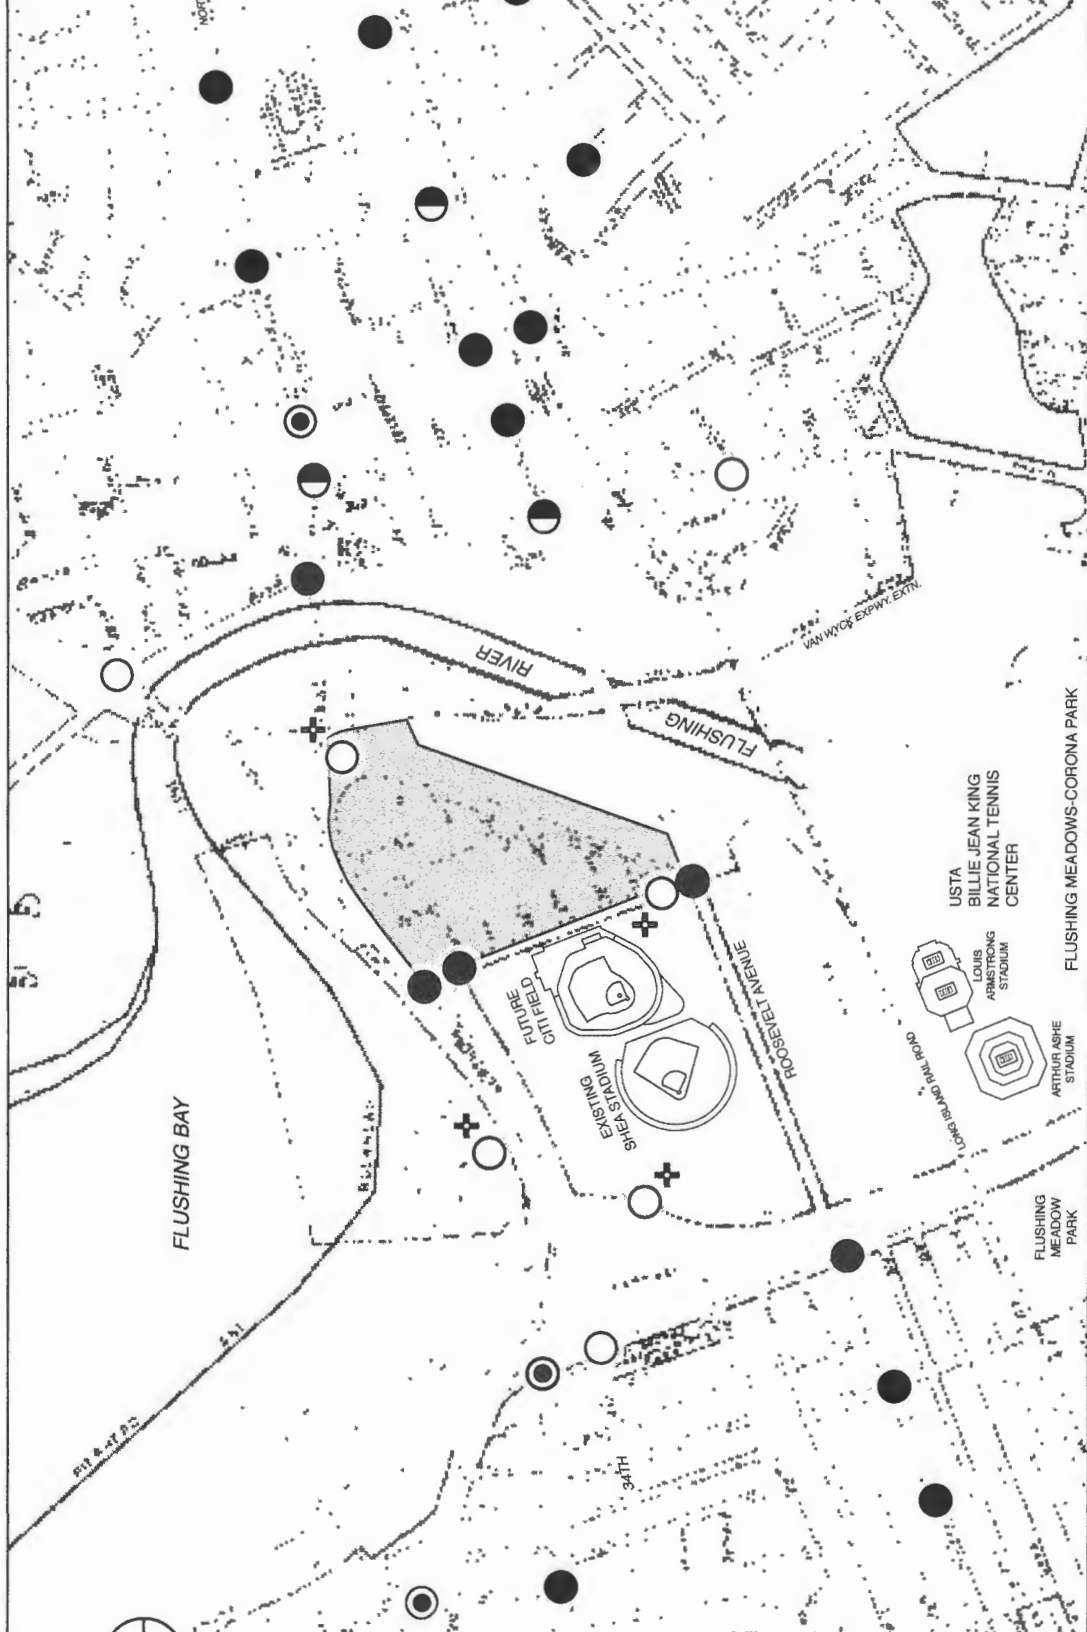 FLUSHING BAY
RIVER
FLUSHING
VAN WYCK EXPWY. EXTN.
FUTURE
CITI FIELD
EXISTING
SHEA STADIUM
ROOSEVELT AVENUE
USTA
BILLIE JEAN KING
NATIONAL TENNIS
CENTER
LOUIS
ARMSTRONG
STADIUM
ARTHUR ASHE
STADIUM
LONG ISLAND RAIL ROAD
FLUSHING MEADOWS-CORONA PARK
FLUSHING
MEADOW
PARK
34TH